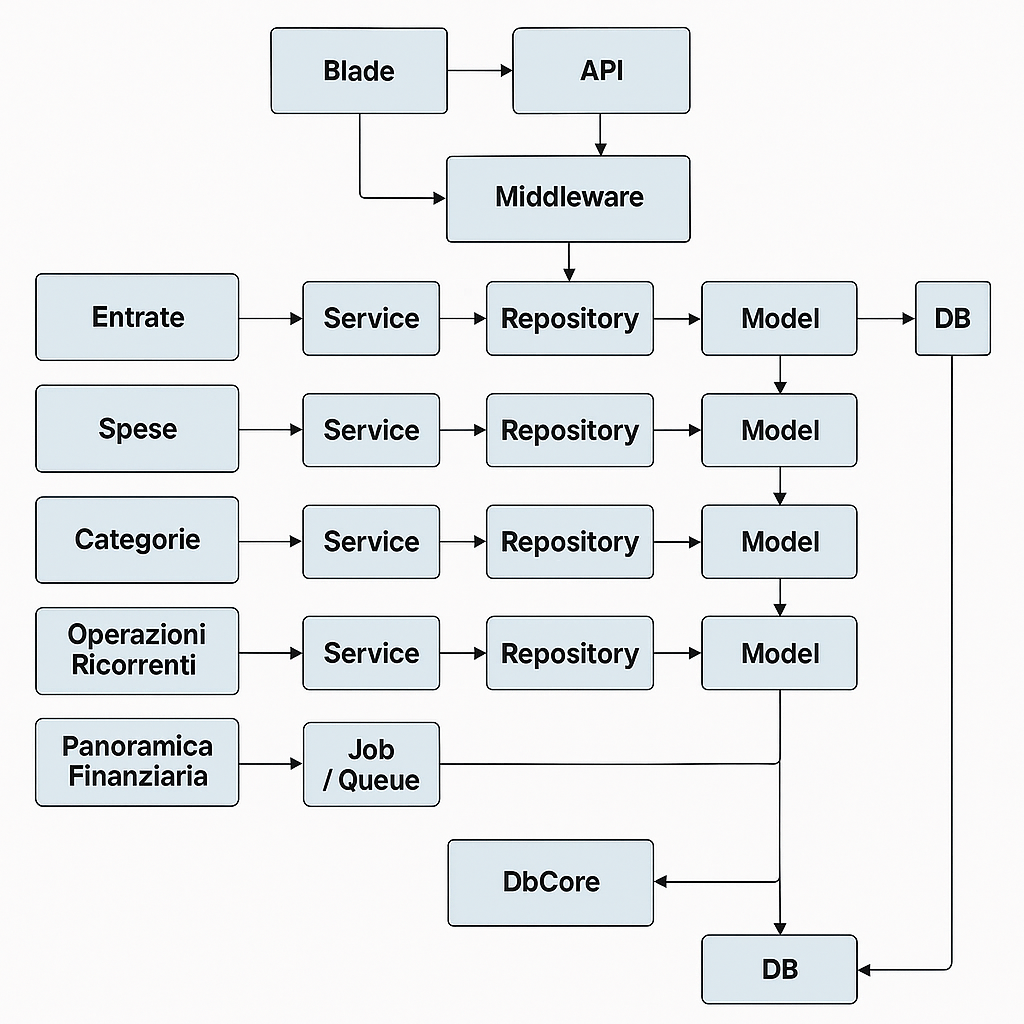 Blade
API
Middleware
Entrate
Service
Repository
Model
DB
Spese
Service
Repository
Model
Categorie
Service
Repository
Model
Operazioni
Ricorrenti
Service
Repository
Model
Panoramica
Finanziaria
Job
/ Queue
DbCore
DB